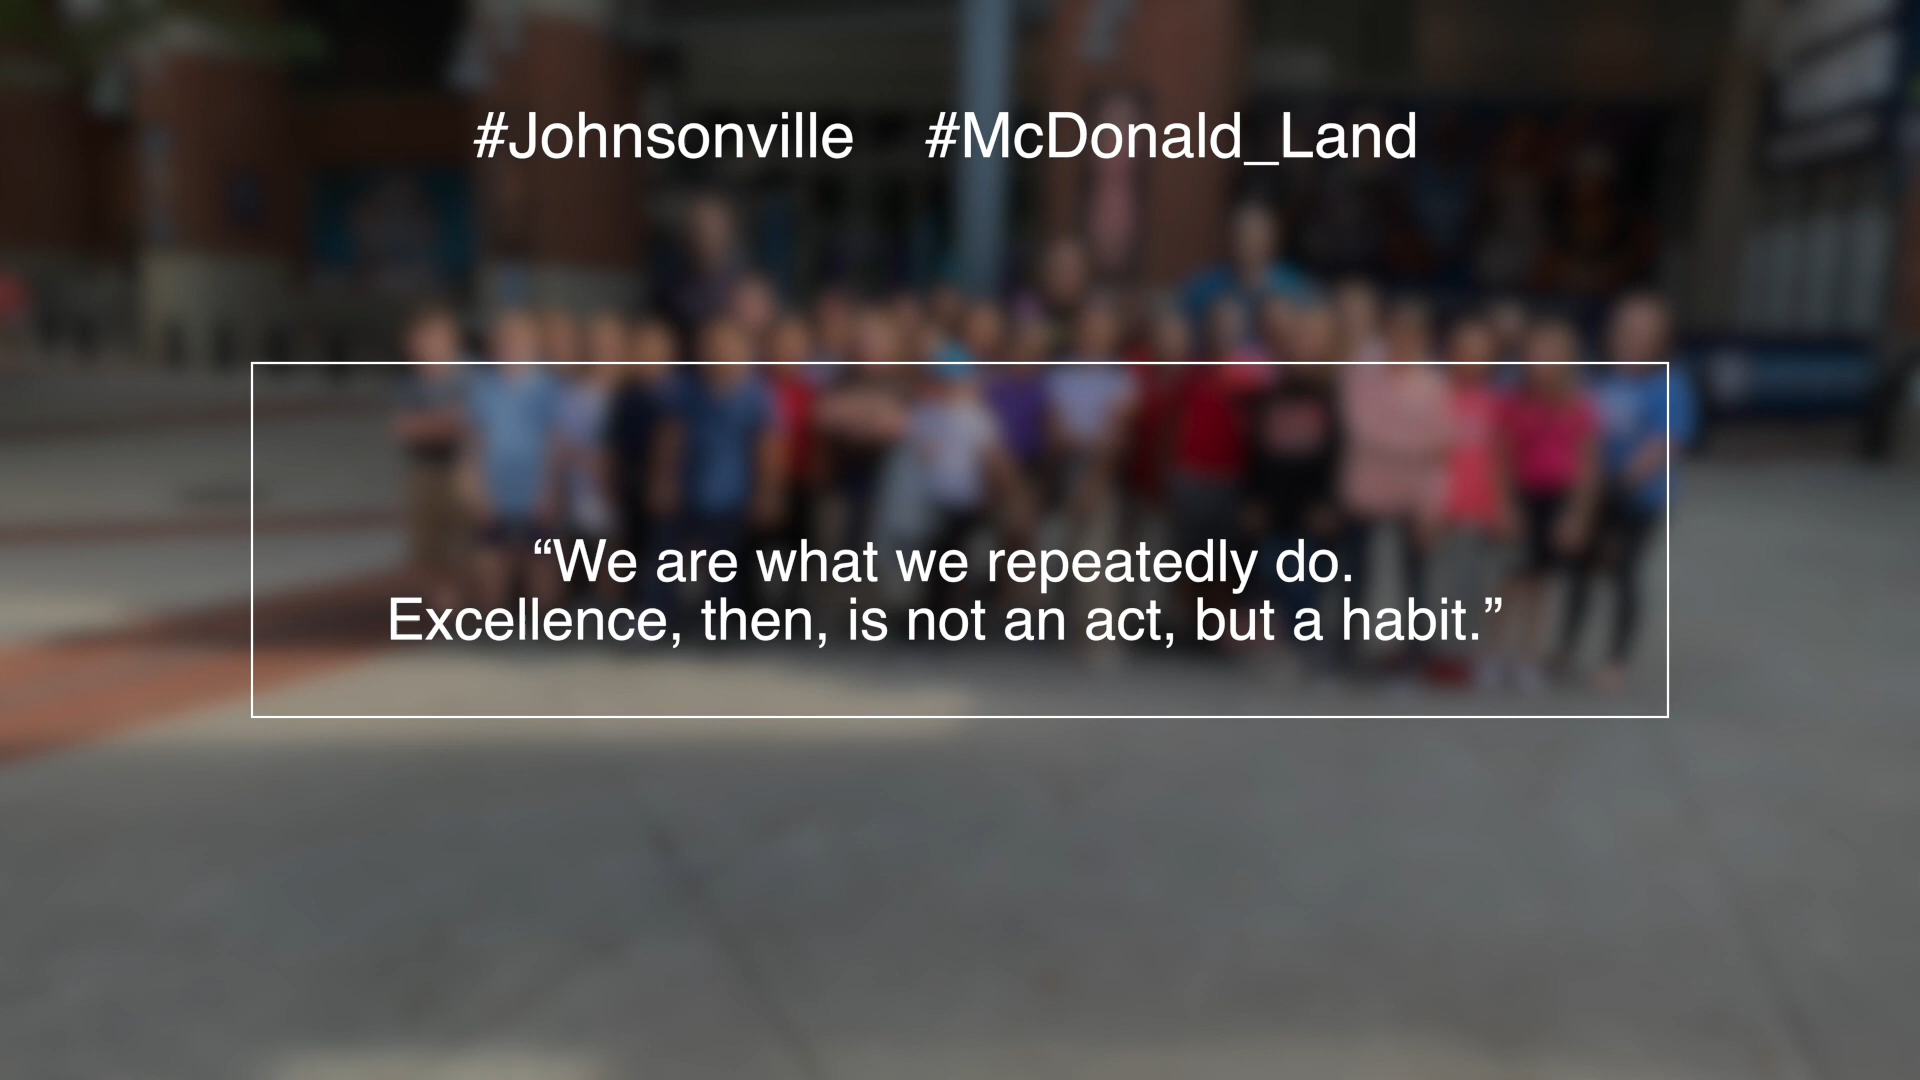 #Johnsonville #McDonald_Land
“We are what we repeatedly do.
Excellence, then, is not an act, but a habit.”